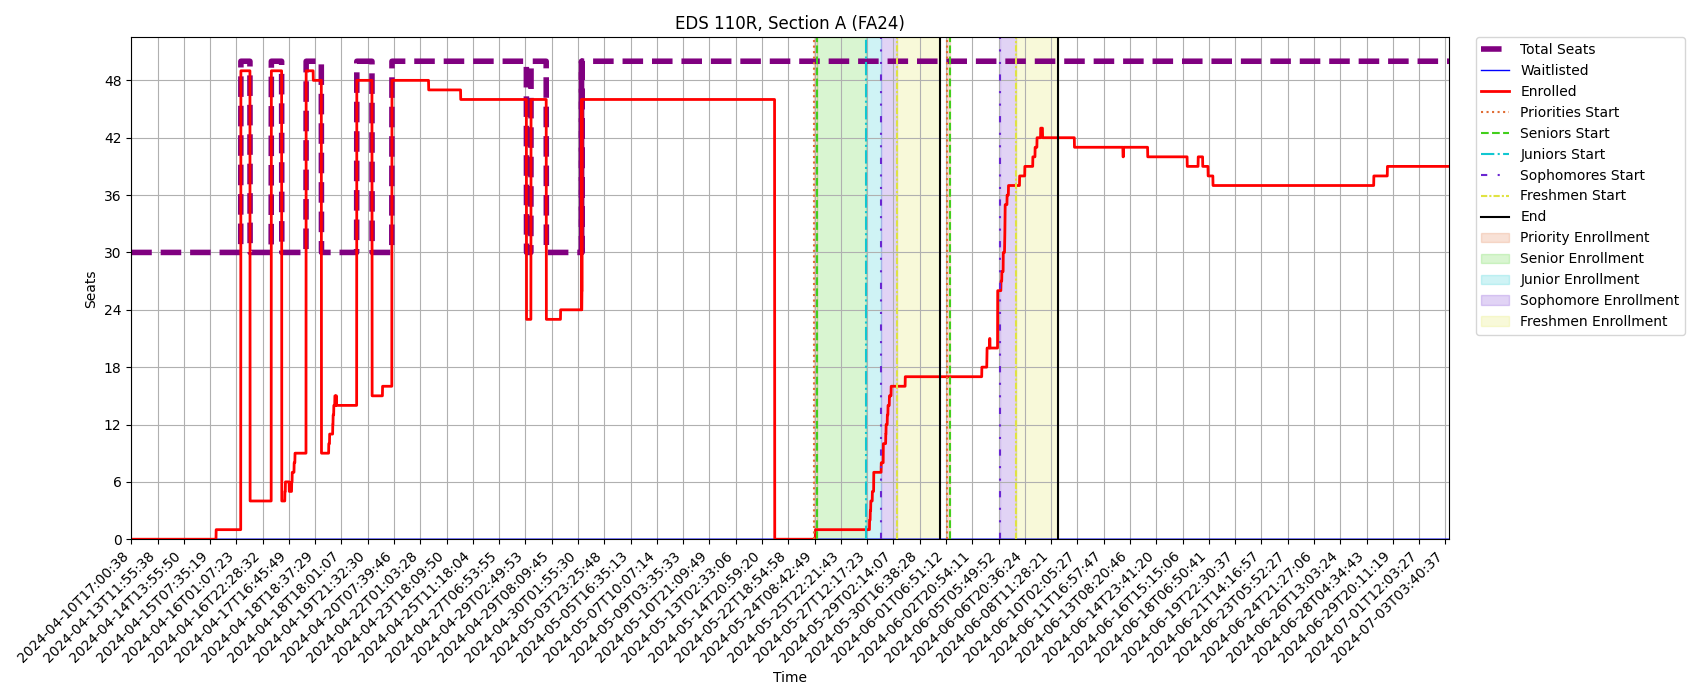 EDS 110R, Section A (FA24)
Total Seats
Waitlisted
Enrolled
Priorities Start
Seniors Start
Juniors Start
Sophomores Start
Freshmen Start
End
Priority Enrollment
Senior Enrollment
Junior Enrollment
Sophomore Enrollment
Freshmen Enrollment
Seats
48
42
36
30
24
18
12
6
0
2024-04-10T17:00:38
2024-04-13T11:55:38
2024-04-14T13:55:50
2024-04-15T07:35:19
2024-04-16T01:07:23
2024-04-16T22:28:32
2024-04-17T16:45:49
2024-04-18T18:37:29
2024-04-18T18:01:07
2024-04-19T21:32:30
2024-04-20T07:39:46
2024-04-22T01:03:28
2024-04-23T18:09:50
2024-04-25T11:18:04
2024-04-27T06:53:55
2024-04-29T02:49:53
2024-04-29T08:09:45
2024-04-30T01:55:30
2024-05-03T23:25:48
2024-05-05T16:35:13
2024-05-07T10:07:14
2024-05-09T03:35:33
2024-05-10T21:09:49
2024-05-13T02:33:06
2024-05-14T20:59:20
2024-05-22T18:54:58
2024-05-24T08:42:49
2024-05-25T22:21:43
2024-05-27T12:17:23
2024-05-29T02:14:07
2024-05-30T16:38:28
2024-06-01T06:51:12
2024-06-02T20:54:11
2024-06-05T05:49:52
2024-06-06T20:36:24
2024-06-08T11:28:21
2024-06-10T02:05:27
2024-06-11T16:57:47
2024-06-13T08:20:46
2024-06-14T23:41:20
2024-06-16T15:15:06
2024-06-18T06:50:41
2024-06-19T22:30:37
2024-06-21T14:16:57
2024-06-23T05:52:27
2024-06-24T21:27:06
2024-06-26T13:03:24
2024-06-28T04:34:43
2024-06-29T20:11:19
2024-07-01T12:03:27
2024-07-03T03:40:37
Time